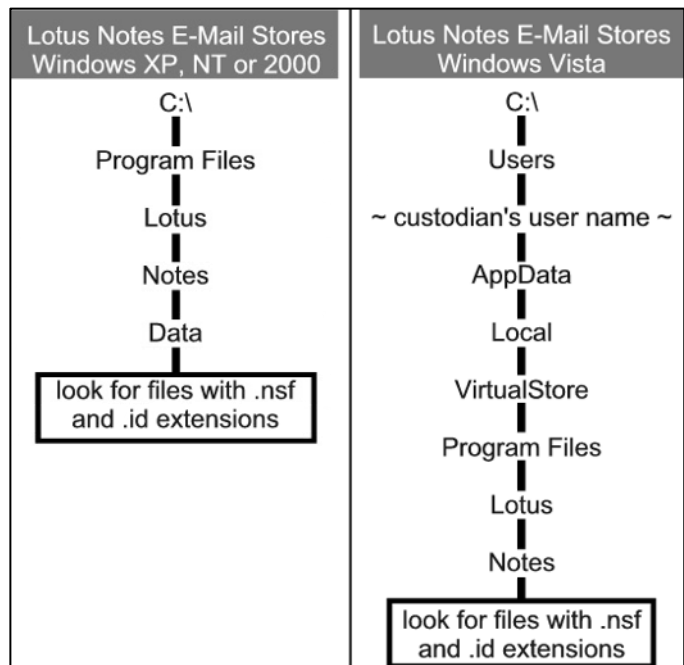 Lotus Notes E-Mail Stores
Windows XP, NT or 2000
C:\
Program Files
Lotus
Notes
Data
look for files with .nsf
and .id extensions
Lotus Notes E-Mail Stores
Windows Vista
C:\
Users
~ custodian's user name ~
AppData
Local
VirtualStore
Program Files
Lotus
Notes
look for files with .nsf
and .id extensions